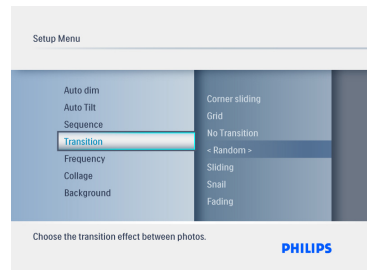 Setup Menu
Auto dim
Auto Tilt
Sequence
Transition
Frequency
Collage
Background
Corner sliding
Grid
No Transition
< Random >
Sliding
Snail
Fading
Choose the transition effect between photos.
PHILIPS